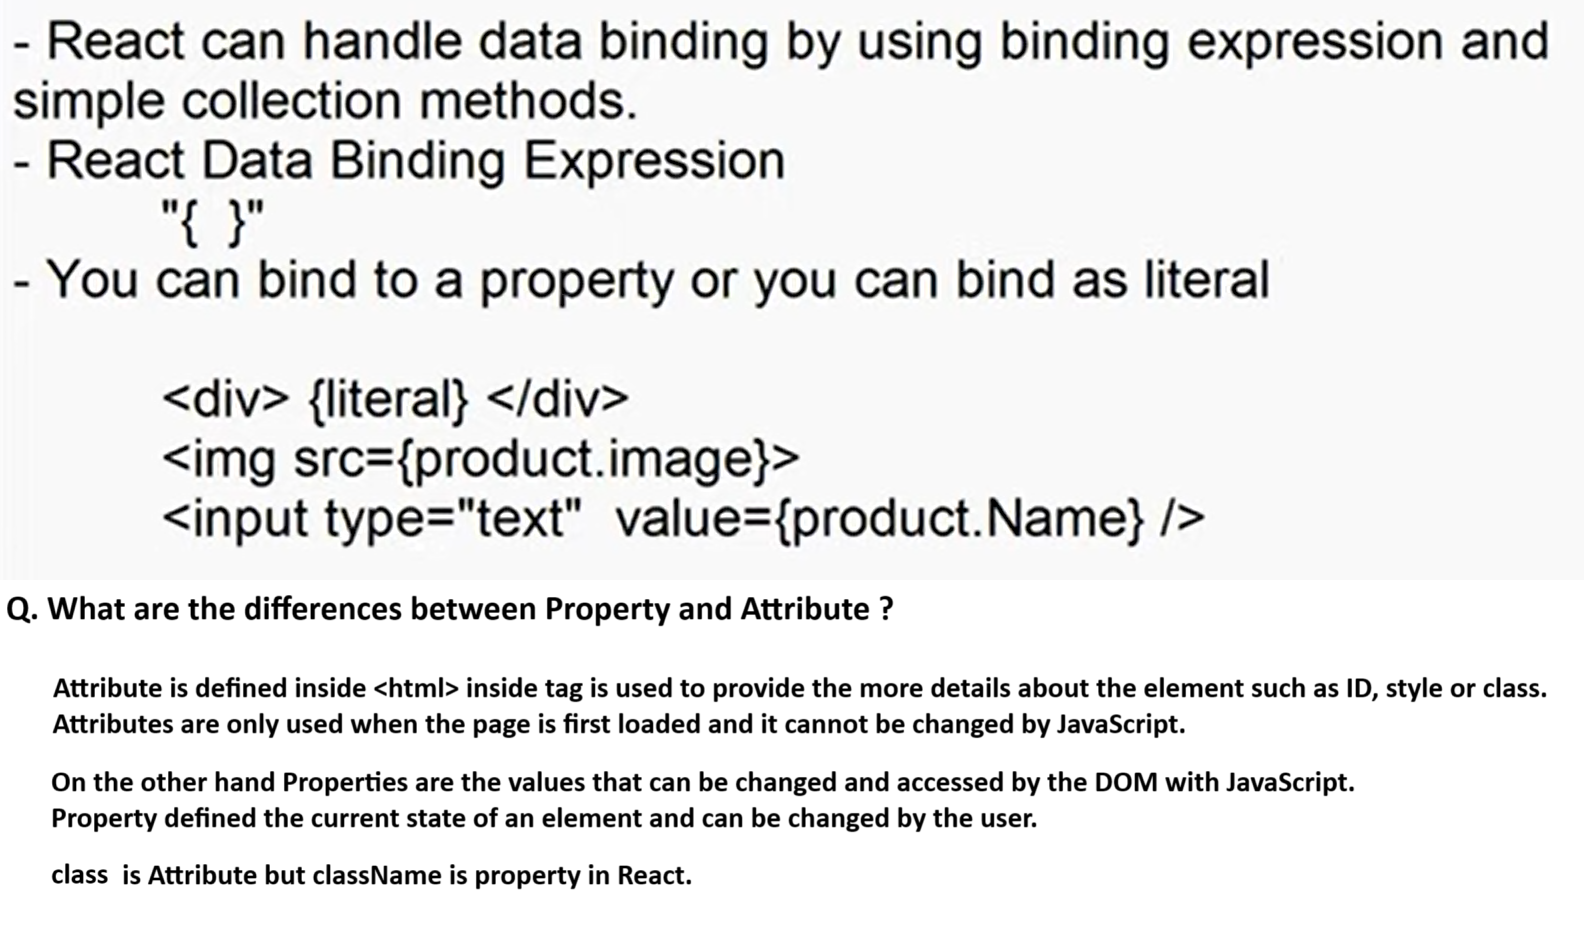 - React can handle data binding by using binding expression and
simple collection methods.
- React Data Binding Expression
"{ }"
- You can bind to a property or you can bind as literal
<div> {literal} </div>
<img src={product.image}>
<input type="text" value={product.Name} />
Q. What are the differences between Property and Attribute ?
Attribute is defined inside <html> inside tag is used to provide the more details about the element such as ID, style or class.
Attributes are only used when the page is first loaded and it cannot be changed by JavaScript.
On the other hand Properties are the values that can be changed and accessed by the DOM with JavaScript.
Property defined the current state of an element and can be changed by the user.
class is Attribute but className is property in React.